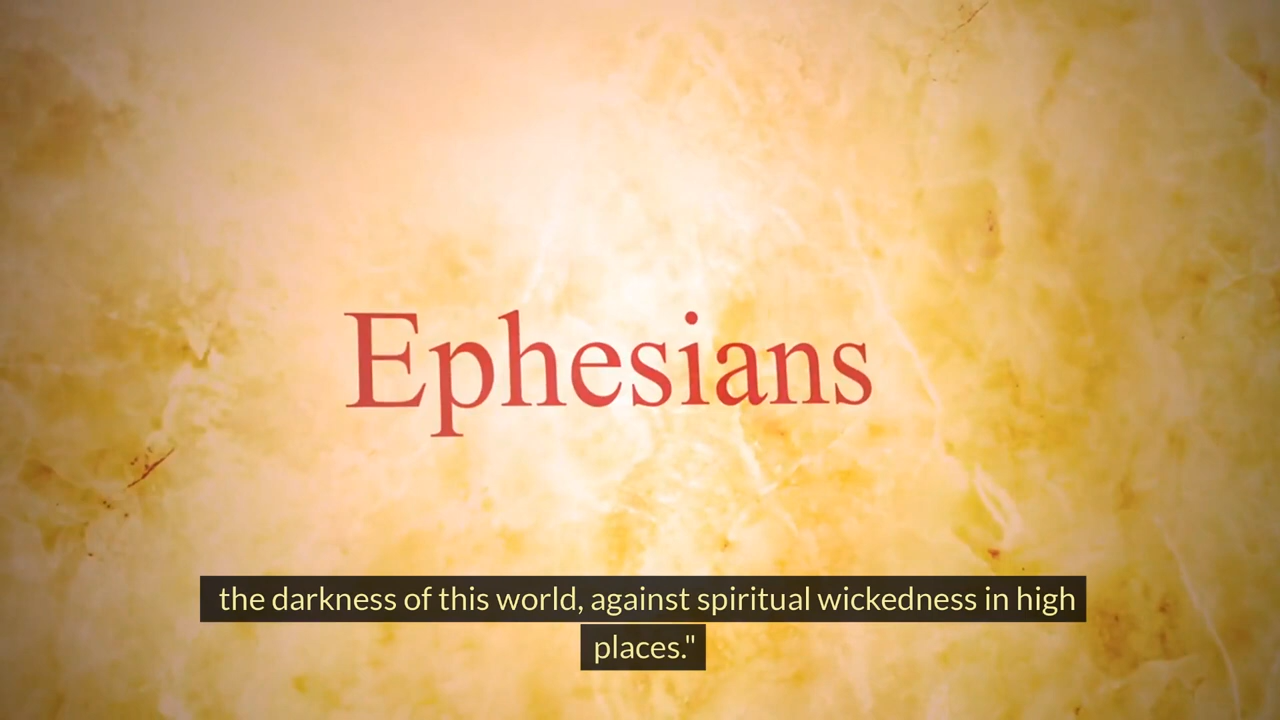 Ephesians
the darkness of this world, against spiritual wickedness in high
places."